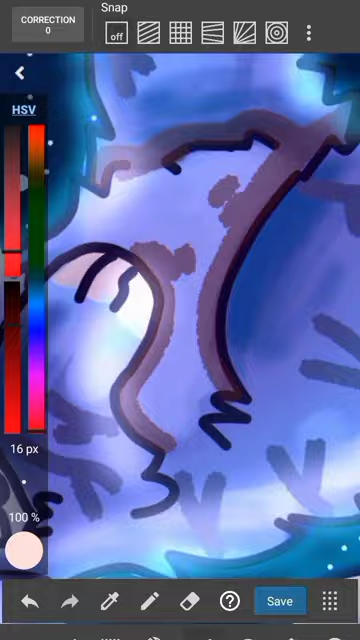 Snap
CORRECTION
0
off
HSV
16 px
100 %
Save